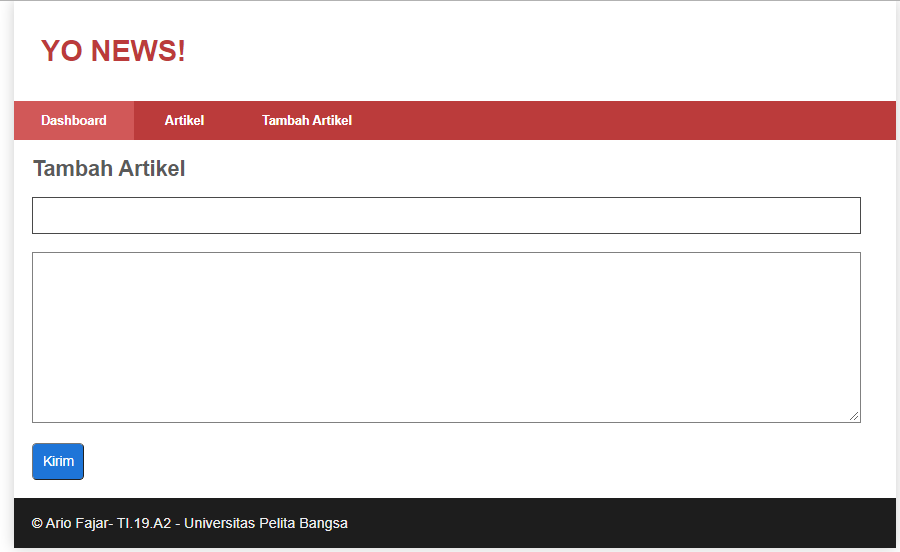 YO NEWS!
Dashboard Artikel Tambah Artikel
Tambah Artikel
Kirim
© Ario Fajar- TI.19.A2 - Universitas Pelita Bangsa